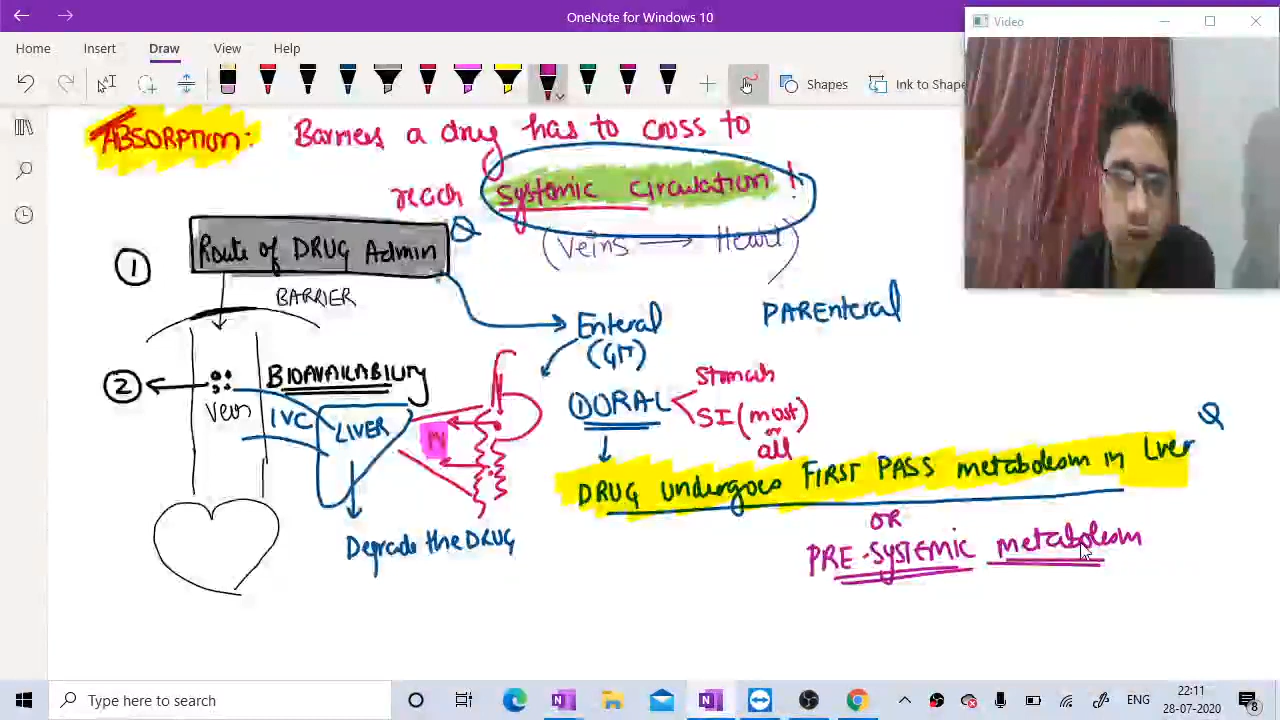 OneNote for Windows 10
Video
Home Insert Draw View Help
Shapes
Ink to Shape
ABSORPTION: Barriers a drug has to cross to
reach systemic circulation!
(Veins → Heart)
① Route of DRUG Admin Q
BARRIER
PAREnteral
Enteral
(GIT)
② BIOAVAILABILITY
Vein
IVC
LIVER
M
① ORAL
Stomach
SI (most
or
all)
Degrade the DRUG
DRUG undergoes FIRST PASS metabolism in Liver Q
OR
PRE-SYSTEMIC metabolism
Type here to search
ENG
22:11
28-07-2020
8